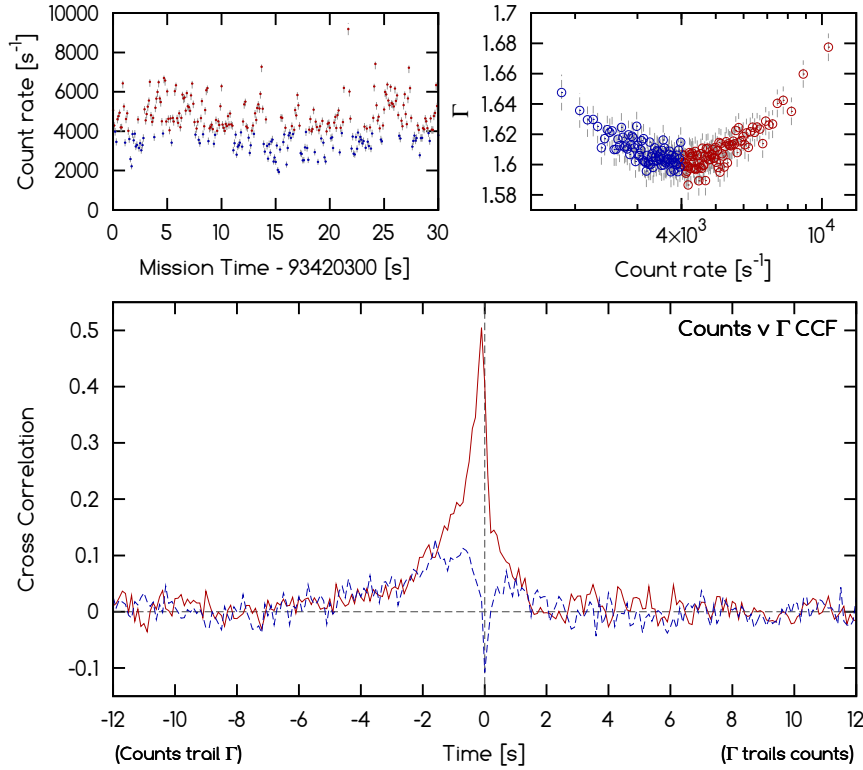 10000
8000
6000
4000
2000
0
Count rate [s⁻¹]
0 5 10 15 20 25 30
Mission Time - 93420300 [s]
1.7
1.68
1.66
1.64
1.62
1.6
1.58
Γ
4×10³ 10⁴
Count rate [s⁻¹]
Counts v Γ CCF
0.5
0.4
0.3
0.2
0.1
0
-0.1
Cross Correlation
-12 -10 -8 -6 -4 -2 0 2 4 6 8 10 12
(Counts trail Γ) Time [s] (Γ trails counts)